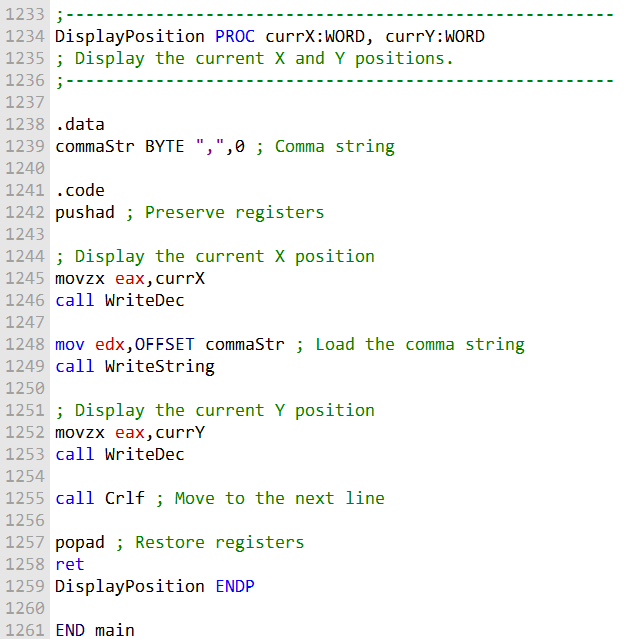 1233 ;-------------------------------------------------------
1234 DisplayPosition PROC currX:WORD, currY:WORD
1235 ; Display the current X and Y positions.
1236 ;-------------------------------------------------------
1237
1238 .data
1239 commaStr BYTE ",",0 ; Comma string
1240
1241 .code
1242 pushad ; Preserve registers
1243
1244 ; Display the current X position
1245 movzx eax,currX
1246 call WriteDec
1247
1248 mov edx,OFFSET commaStr ; Load the comma string
1249 call WriteString
1250
1251 ; Display the current Y position
1252 movzx eax,currY
1253 call WriteDec
1254
1255 call Crlf ; Move to the next line
1256
1257 popad ; Restore registers
1258 ret
1259 DisplayPosition ENDP
1260
1261 END main